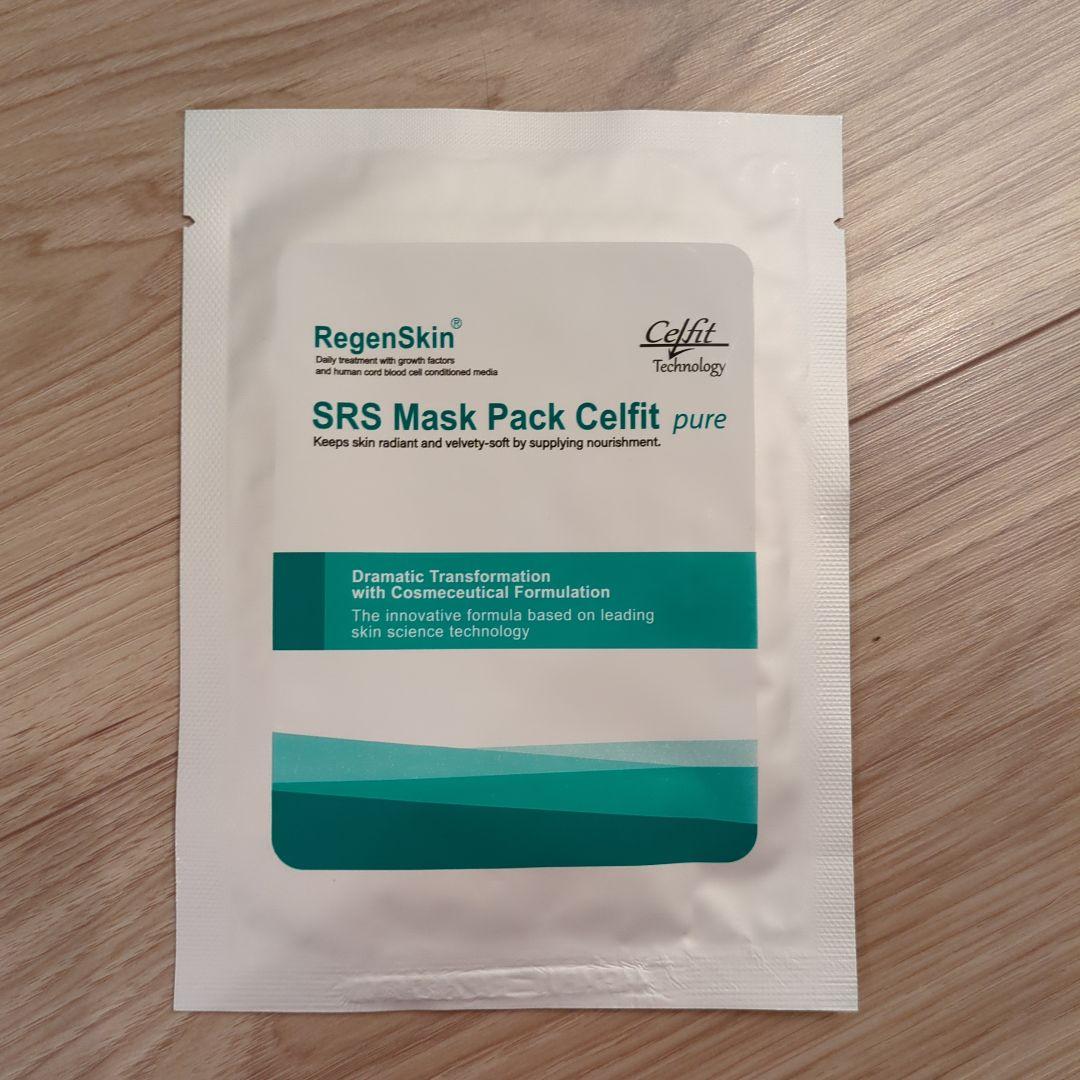 RegenSkin®
Daily treatment with growth factors
and human cord blood cell conditioned media
Celfit
Technology
SRS Mask Pack Celfit pure
Keeps skin radiant and velvety-soft by supplying nourishment.
Dramatic Transformation
with Cosmeceutical Formulation
The innovative formula based on leading
skin science technology